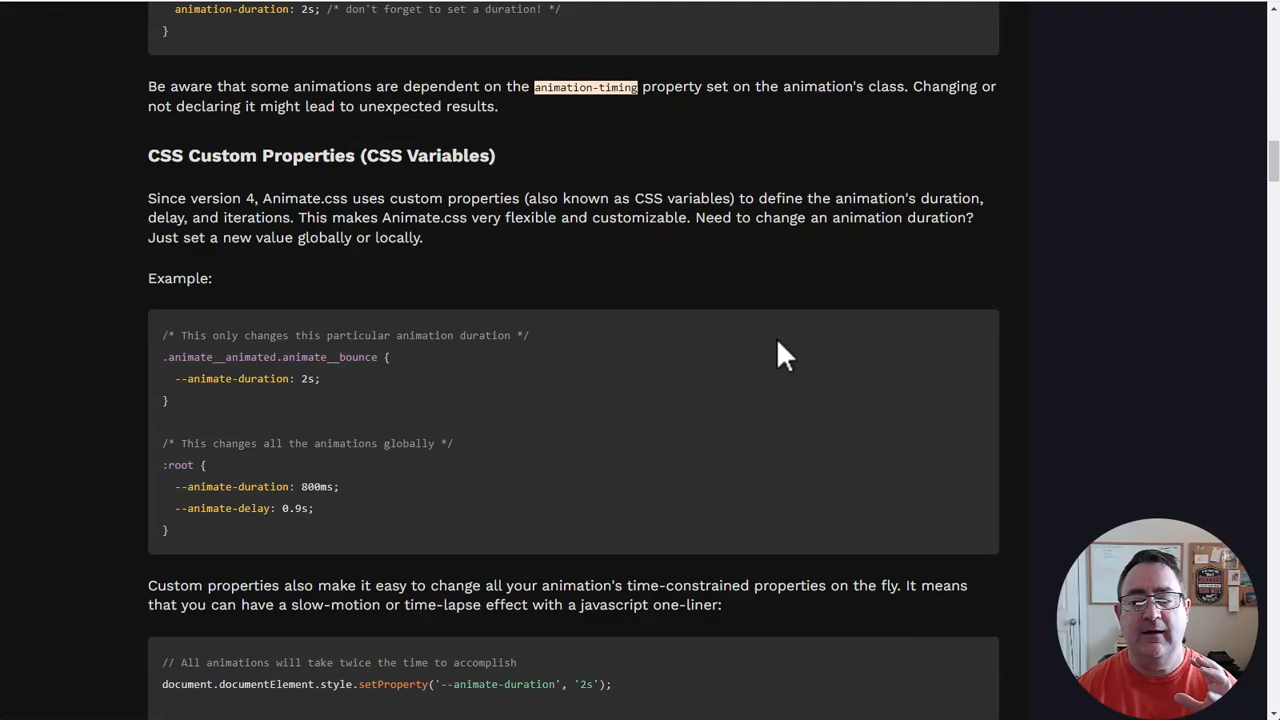 animation-duration: 2s; /* don't forget to set a duration! */
}
Be aware that some animations are dependent on the animation-timing property set on the animation's class. Changing or
not declaring it might lead to unexpected results.
CSS Custom Properties (CSS Variables)
Since version 4, Animate.css uses custom properties (also known as CSS variables) to define the animation's duration,
delay, and iterations. This makes Animate.css very flexible and customizable. Need to change an animation duration?
Just set a new value globally or locally.
Example:
/* This only changes this particular animation duration */
.animate__animated.animate__bounce {
--animate-duration: 2s;
}
/* This changes all the animations globally */
:root {
--animate-duration: 800ms;
--animate-delay: 0.9s;
}
Custom properties also make it easy to change all your animation's time-constrained properties on the fly. It means
that you can have a slow-motion or time-lapse effect with a javascript one-liner:
// All animations will take twice the time to accomplish
document.documentElement.style.setProperty('--animate-duration', '2s');